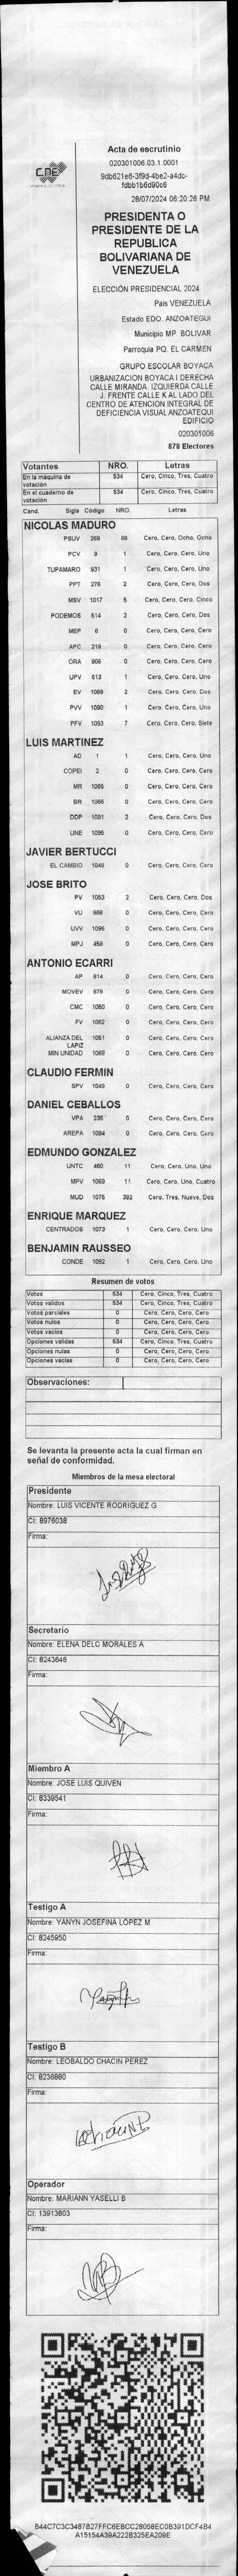 CNE
Acta de escrutinio
020301006.03.1.0001
9db621e6-3f9d-4be2-a4dc-
fdbb1b6d90c6
28/07/2024 06:20:26 PM
PRESIDENTA O
PRESIDENTE DE LA
REPUBLICA
BOLIVARIANA DE
VENEZUELA
ELECCIÓN PRESIDENCIAL 2024
Pais VENEZUELA
Estado EDO. ANZOATEGUI
Municipio MP. BOLIVAR
Parroquia PQ. EL CARMEN
GRUPO ESCOLAR BOYACA
URBANIZACION BOYACA I DERECHA
CALLE MIRANDA. IZQUIERDA CALLE
J. FRENTE CALLE K AL LADO DEL
CENTRO DE ATENCION INTEGRAL DE
DEFICIENCIA VISUAL ANZOATEQUI
EDIFICIO
020301006
878 Electores
Votantes NRO. Letras
En la máquina de votación 534 Cero, Cinco, Tres, Cuatro
En el cuaderno de votación 534 Cero, Cinco, Tres, Cuatro
Cand. Sigla Código NRO. Letras
NICOLAS MADURO
PSUV 269 88 Cero, Cero, Ocho, Ocho
PCV 9 1 Cero, Cero, Cero, Uno
TUPAMARO 931 1 Cero, Cero, Cero, Uno
PPT 276 2 Cero, Cero, Cero, Dos
MSV 1017 5 Cero, Cero, Cero, Cinco
PODEMOS 514 2 Cero, Cero, Cero, Dos
MEP 6 0 Cero, Cero, Cero, Cero
APC 219 0 Cero, Cero, Cero, Cero
ORA 906 0 Cero, Cero, Cero, Cero
UPV 513 1 Cero, Cero, Cero, Uno
EV 1089 2 Cero, Cero, Cero, Dos
PVV 1090 1 Cero, Cero, Cero, Uno
PFV 1093 7 Cero, Cero, Cero, Siete
LUIS MARTINEZ
AD 1 1 Cero, Cero, Cero, Uno
COPEI 2 0 Cero, Cero, Cero, Cero
MR 1065 0 Cero, Cero, Cero, Cero
BR 1066 0 Cero, Cero, Cero, Cero
DDP 1091 2 Cero, Cero, Cero, Dos
UNE 1095 0 Cero, Cero, Cero, Cero
JAVIER BERTUCCI
EL CAMBIO 1048 0 Cero, Cero, Cero, Cero
JOSE BRITO
PV 1053 2 Cero, Cero, Cero, Dos
VU 868 0 Cero, Cero, Cero, Cero
UVV 1096 0 Cero, Cero, Cero, Cero
MPJ 458 0 Cero, Cero, Cero, Cero
ANTONIO ECARRI
AP 814 0 Cero, Cero, Cero, Cero
MOVEV 878 0 Cero, Cero, Cero, Cero
CMC 1050 0 Cero, Cero, Cero, Cero
FV 1082 0 Cero, Cero, Cero, Cero
ALIANZA DEL LAPIZ 1051 0 Cero, Cero, Cero, Cero
MIN UNIDAD 1068 0 Cero, Cero, Cero, Cero
CLAUDIO FERMIN
SPV 1049 0 Cero, Cero, Cero, Cero
DANIEL CEBALLOS
VPA 236 0 Cero, Cero, Cero, Cero
AREPA 1094 0 Cero, Cero, Cero, Cero
EDMUNDO GONZALEZ
UNTC 460 11 Cero, Cero, Uno, Uno
MPV 1069 Cero, Cero, Uno, Cuatro
MUD 1075 392 Cero, Tres, Nueve, Dos
ENRIQUE MARQUEZ
CENTRADOS 1073 1 Cero, Cero, Cero, Uno
BENJAMIN RAUSSEO
CONDE 1092 1 Cero, Cero, Cero, Uno
Resumen de votos
Votos 534 Cero, Cinco, Tres, Cuatro
Votos validos 534 Cero, Cinco, Tres, Cuatro
Votos parciales 0 Cero, Cero, Cero, Cero
Votos nulos 0 Cero, Cero, Cero, Cero
Votos vacios 0 Cero, Cero, Cero, Cero
Opciones validas 534 Cero, Cinco, Tres, Cuatro
Opciones nulas 0 Cero, Cero, Cero, Cero
Opciones vacias 0 Cero, Cero, Cero, Cero
Observaciones:
Se levanta la presente acta la cual firman en
señal de conformidad.
Miembros de la mesa electoral
Presidente
Nombre: LUIS VICENTE RODRIGUEZ G
CI: 8976038
Firma:
Secretario
Nombre: ELENA DELC MORALES A
CI: 8243646
Firma:
Miembro A
Nombre: JOSE LUIS QUIVEN
CI: 8339541
Firma:
Testigo A
Nombre: YANYN JOSEFINA LOPEZ M
CI: 8245950
Firma:
Testigo B
Nombre: LEOBALDO CHACIN PEREZ
CI: 8236880
Firma:
Operador
Nombre: MARIANN YASELLI B
CI: 13913803
Firma:
B44C7C3C3487B27FFC6EBCC28058EC0B391DCF4B4
A15154A39A222B325EA209E